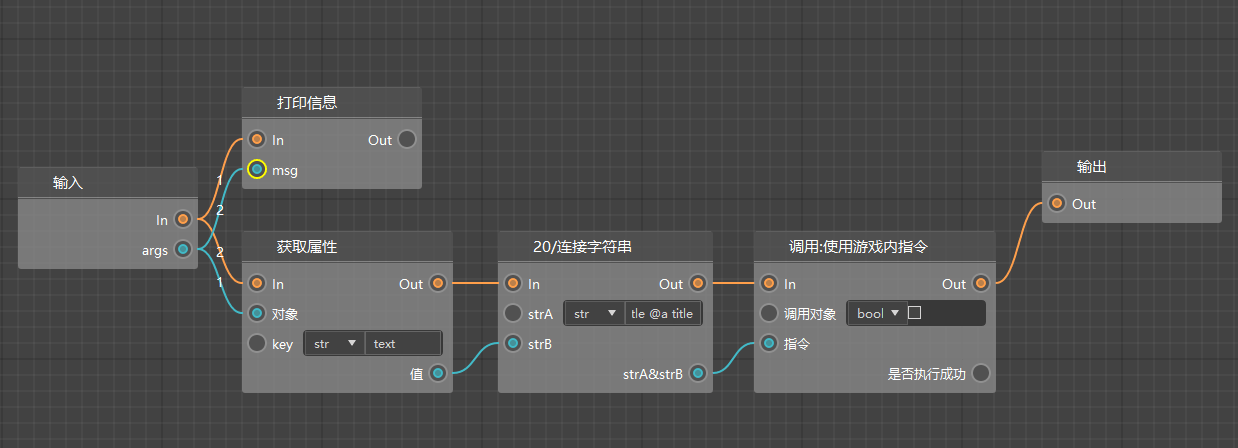 输入
In
args
1
2
2
1
打印信息
In
Out
msg
获取属性
In
Out
对象
key
str
text
值
20/连接字符串
In
Out
strA
str
tle @a title
strB
strA&strB
调用:使用游戏内指令
In
Out
调用对象
bool
指令
是否执行成功
输出
Out